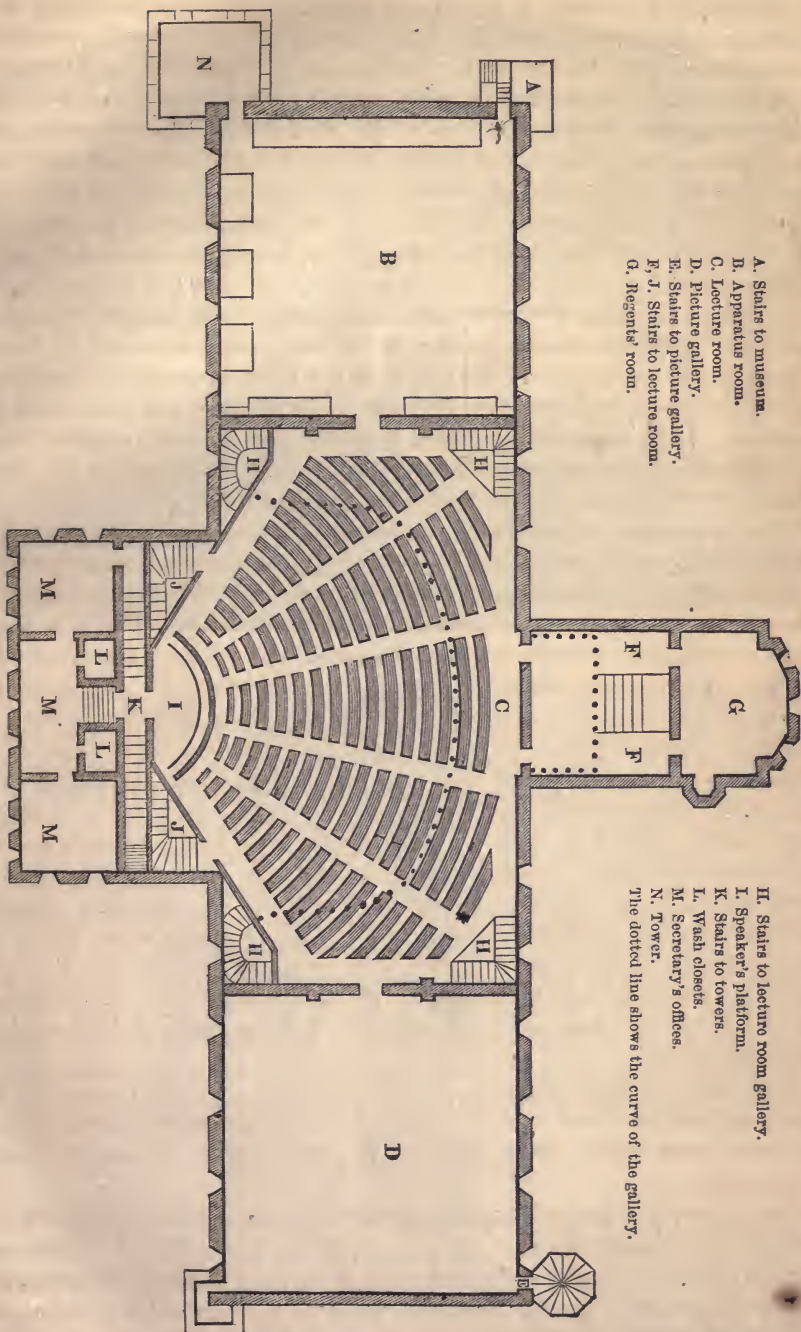 A. Stairs to museum.
B. Apparatus room.
C. Lecture room.
D. Picture gallery.
E. Stairs to picture gallery.
F, J. Stairs to lecture room.
G. Regents' room.
H. Stairs to lecture room gallery.
I. Speaker's platform.
K. Stairs to towers.
L. Wash closets.
M. Secretary's offices.
N. Tower.
The dotted line shows the curve of the gallery.
N
A
B
H
H
J
M
L
M
L
M
K
I
C
F
F
G
J
H
H
D
E